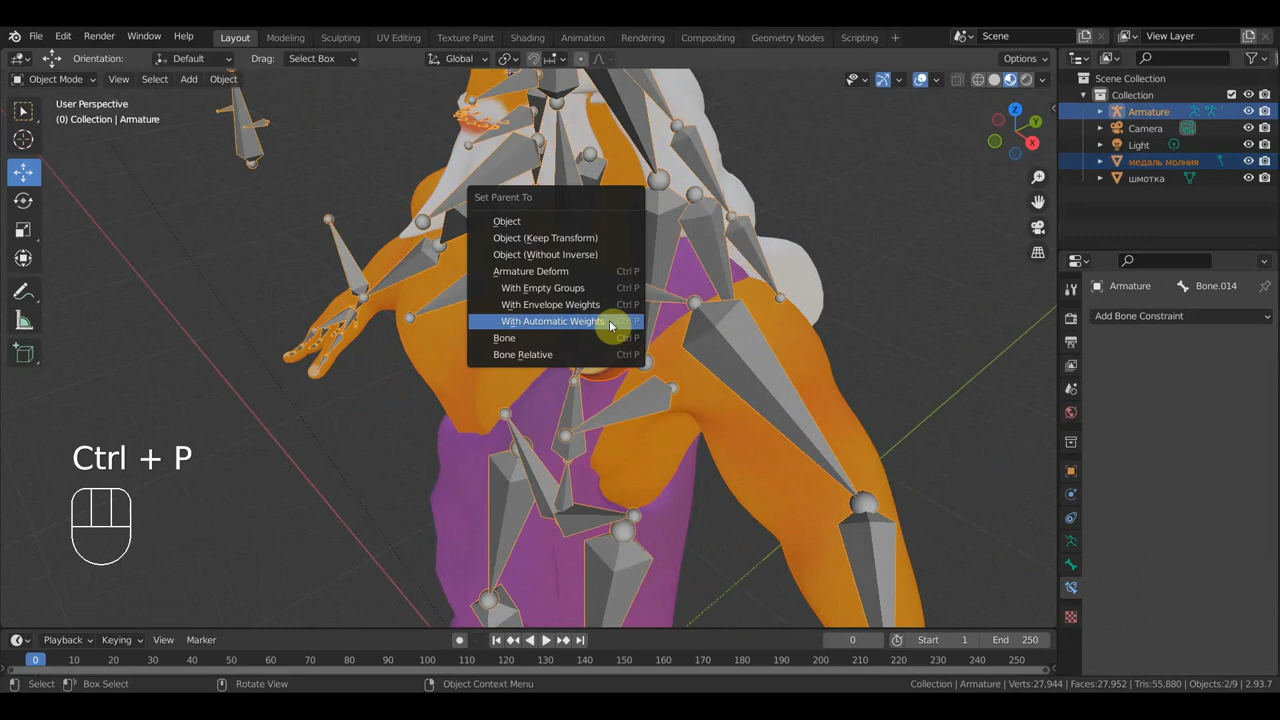 File Edit Render Window Help Layout Modeling Sculpting UV Editing Texture Paint Shading Animation Rendering Compositing Geometry Nodes Scripting + Scene View Layer
Orientation: Default Drag: Select Box Global Options
Object Mode View Select Add Object
Scene Collection
Collection
Armature
Camera
Light
медаль молния
шмотка
User Perspective
(0) Collection | Armature
Z
Y
X
Set Parent To
Object
Object (Keep Transform)
Object (Without Inverse)
Armature Deform Ctrl P
With Empty Groups Ctrl P
With Envelope Weights Ctrl P
With Automatic Weights Ctrl P
Bone Ctrl P
Bone Relative Ctrl P
Armature Bone.014
Add Bone Constraint
Ctrl + P
Playback Keying View Marker 0 Start 1 End 250
0 10 20 30 40 50 60 70 80 90 100 110 120 130 140 150 160 170 180 190 200 210 220 230 240 250
Select Box Select Rotate View Object Context Menu Collection | Armature | Verts:27,944 | Faces:27,952 | Tris:55,880 | Objects:2/9 | 2.93.7